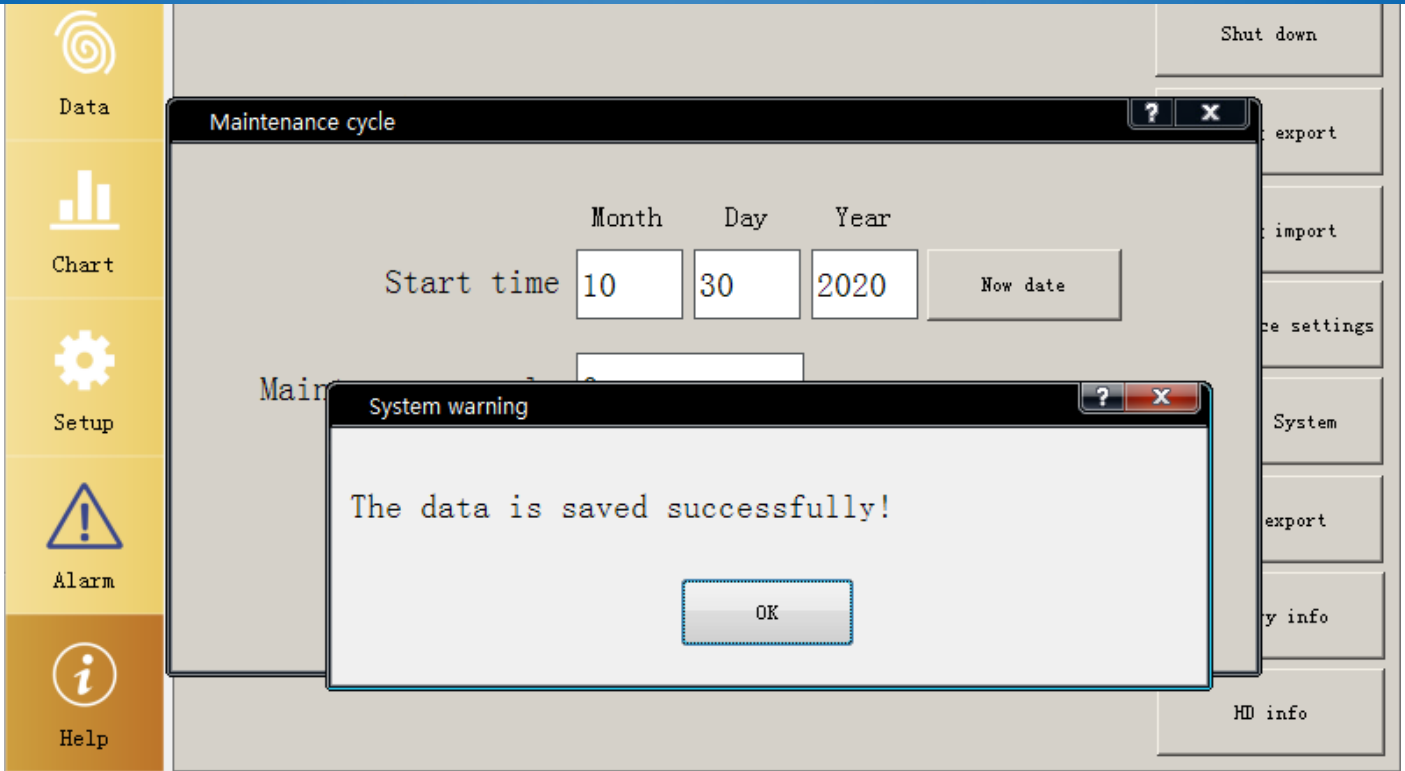 Data
Chart
Setup
Alarm
Help
Shut down
export
import
settings
System
export
info
HD info
Maintenance cycle
? x
Month Day Year
Start time 10 30 2020 Now date
System warning
? x
The data is saved successfully!
OK